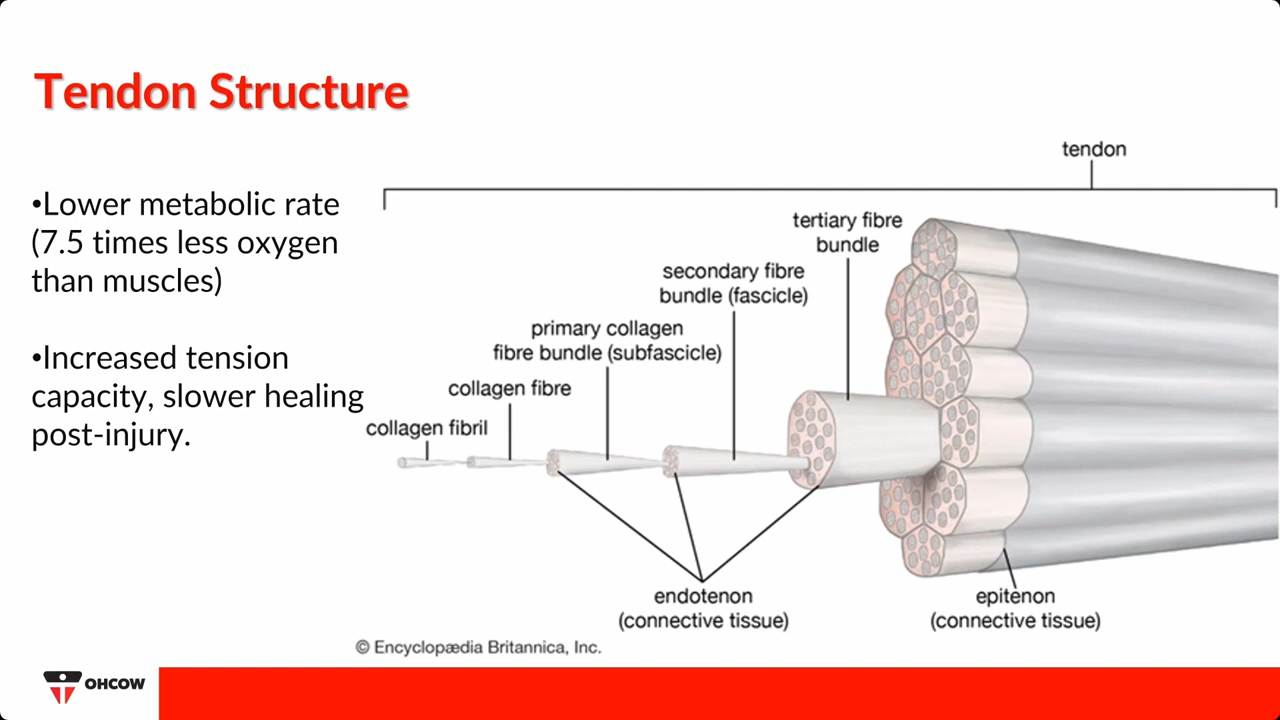 Tendon Structure
•Lower metabolic rate
(7.5 times less oxygen
than muscles)
•Increased tension
capacity, slower healing
post-injury.
tendon
tertiary fibre
bundle
secondary fibre
bundle (fascicle)
primary collagen
fibre bundle (subfascicle)
collagen fibre
collagen fibril
endotenon
(connective tissue)
epitenon
(connective tissue)
© Encyclopædia Britannica, Inc.
OHCOW